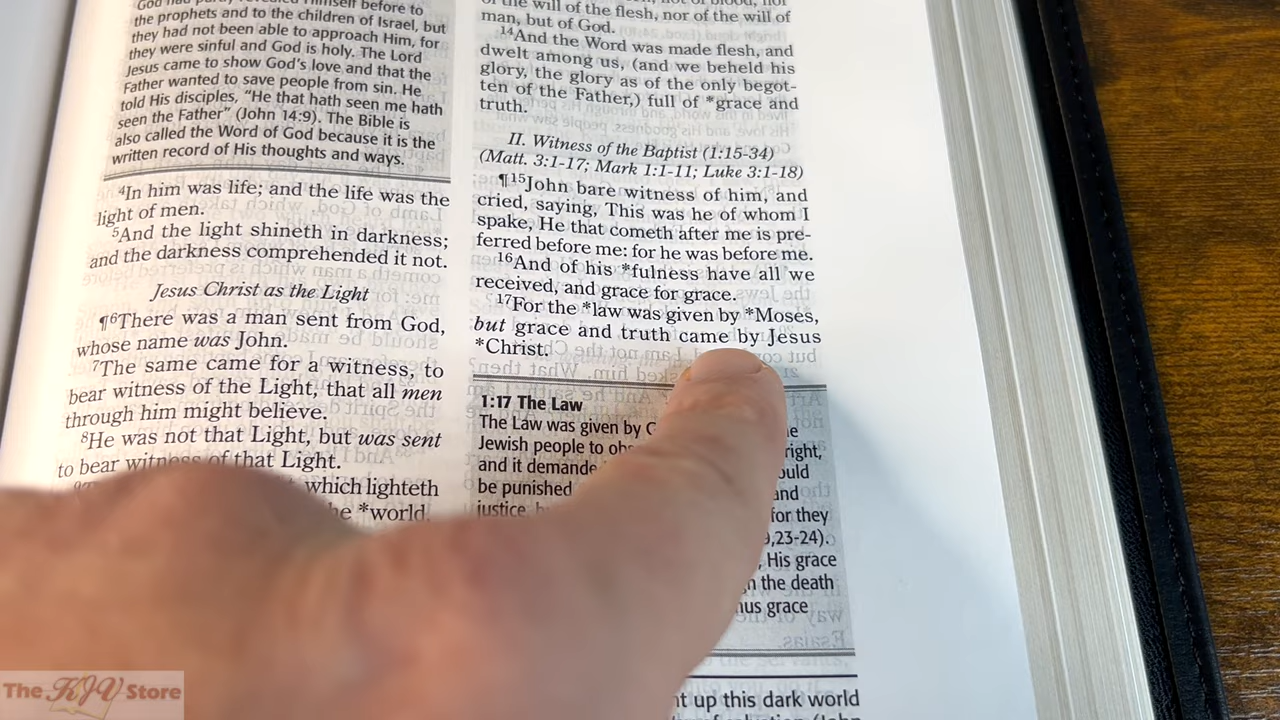 God had partly revealed Himself before to
the prophets and to the children of Israel, but
they had not been able to approach Him, for
they were sinful and God is holy. The Lord
Jesus came to show God's love and that the
Father wanted to save people from sin. He
told His disciples, “He that hath seen me hath
seen the Father” (John 14:9). The Bible is
also called the Word of God because it is the
written record of His thoughts and ways.
⁴In him was life; and the life was the
light of men.
⁵And the light shineth in darkness;
and the darkness comprehended it not.
Jesus Christ as the Light
¶⁶There was a man sent from God,
whose name was John.
⁷The same came for a witness, to
bear witness of the Light, that all men
through him might believe.
⁸He was not that Light, but was sent
to bear witness of that Light.
which lighteth
*world.
of the will of the flesh, nor of the will of
man, but of God.
¹⁴And the Word was made flesh, and
dwelt among us, (and we beheld his
glory, the glory as of the only begot-
ten of the Father,) full of *grace and
truth.
II. Witness of the Baptist (1:15-34)
(Matt. 3:1-17; Mark 1:1-11; Luke 3:1-18)
¶¹⁵John bare witness of him, and
cried, saying, This was he of whom I
spake, He that cometh after me is pre-
ferred before me: for he was before me.
¹⁶And of his *fulness have all we
received, and grace for grace.
¹⁷For the *law was given by *Moses,
but grace and truth came by Jesus
*Christ.
1:17 The Law
The Law was given by
Jewish people to
and it
be punished
justice
right,
and
for they
,23-24).
, His grace
the death
grace
up this dark world
The KJV Store